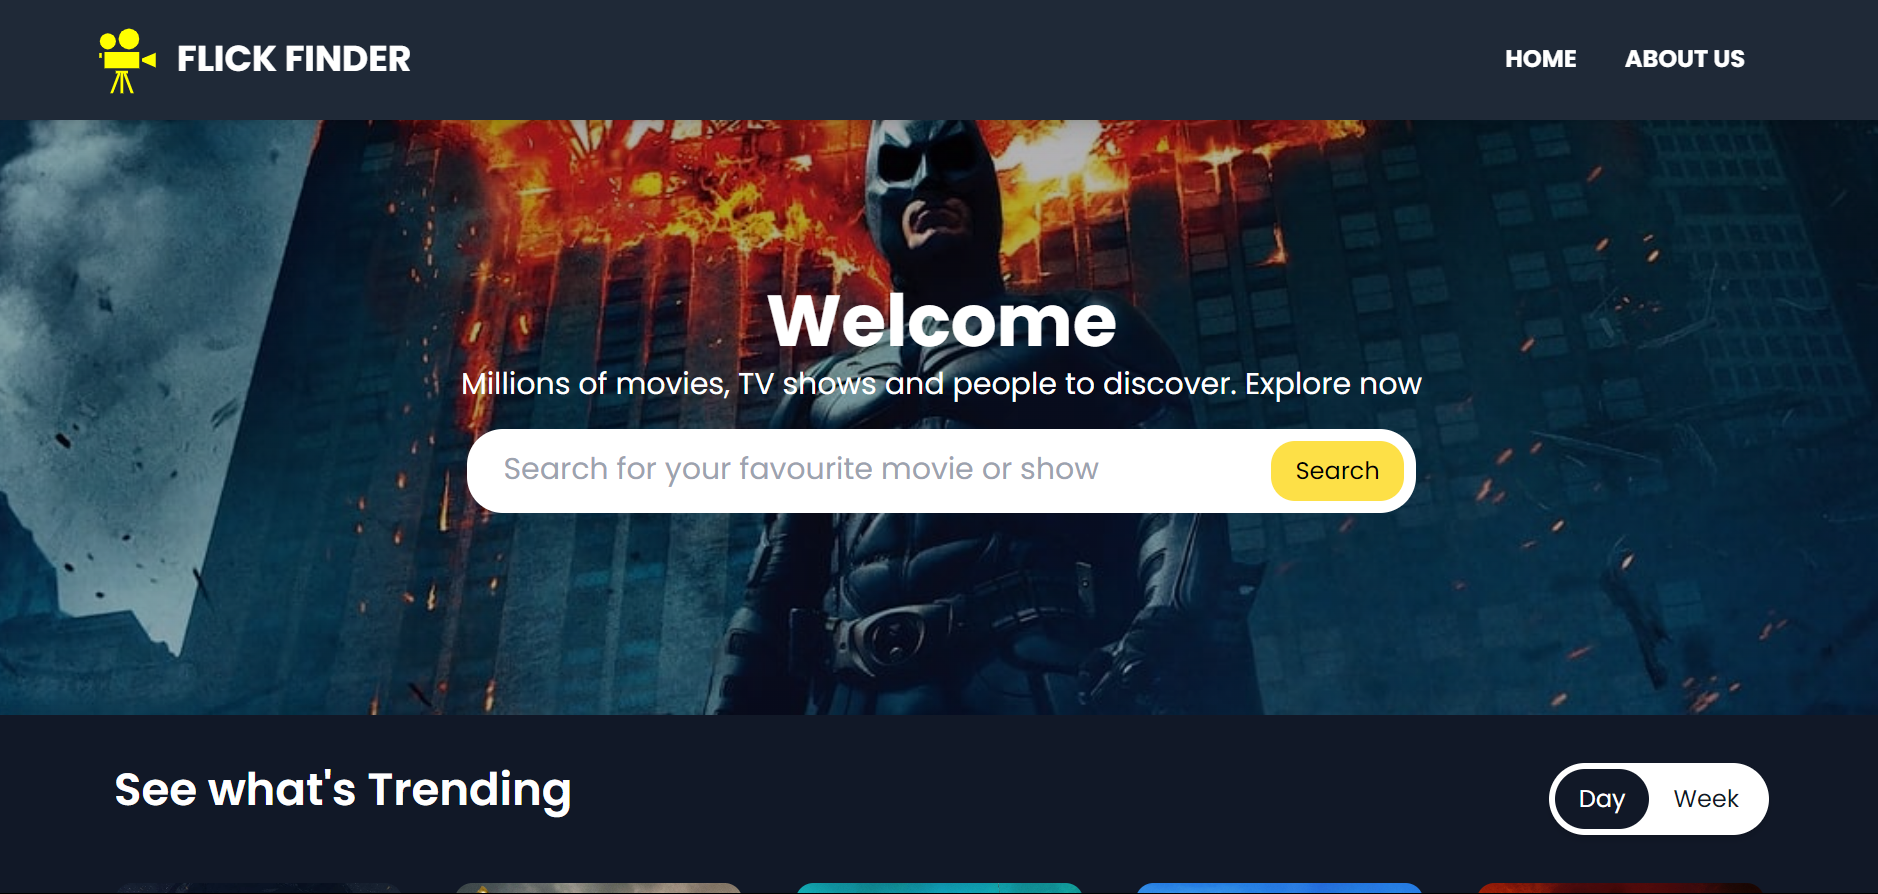 FLICK FINDER
HOME
ABOUT US
Welcome
Millions of movies, TV shows and people to discover. Explore now
Search for your favourite movie or show
Search
See what's Trending
Day
Week